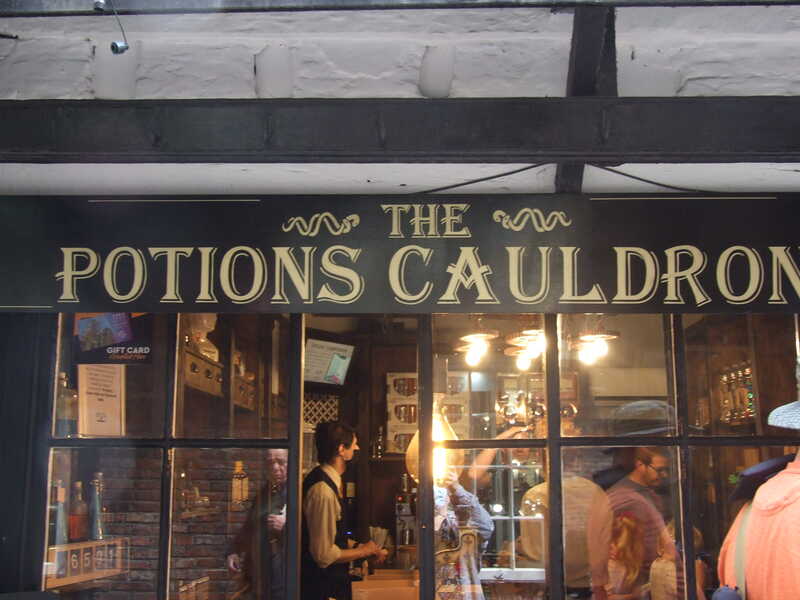 THE
POTIONS CAULDRON
GIFT CARD